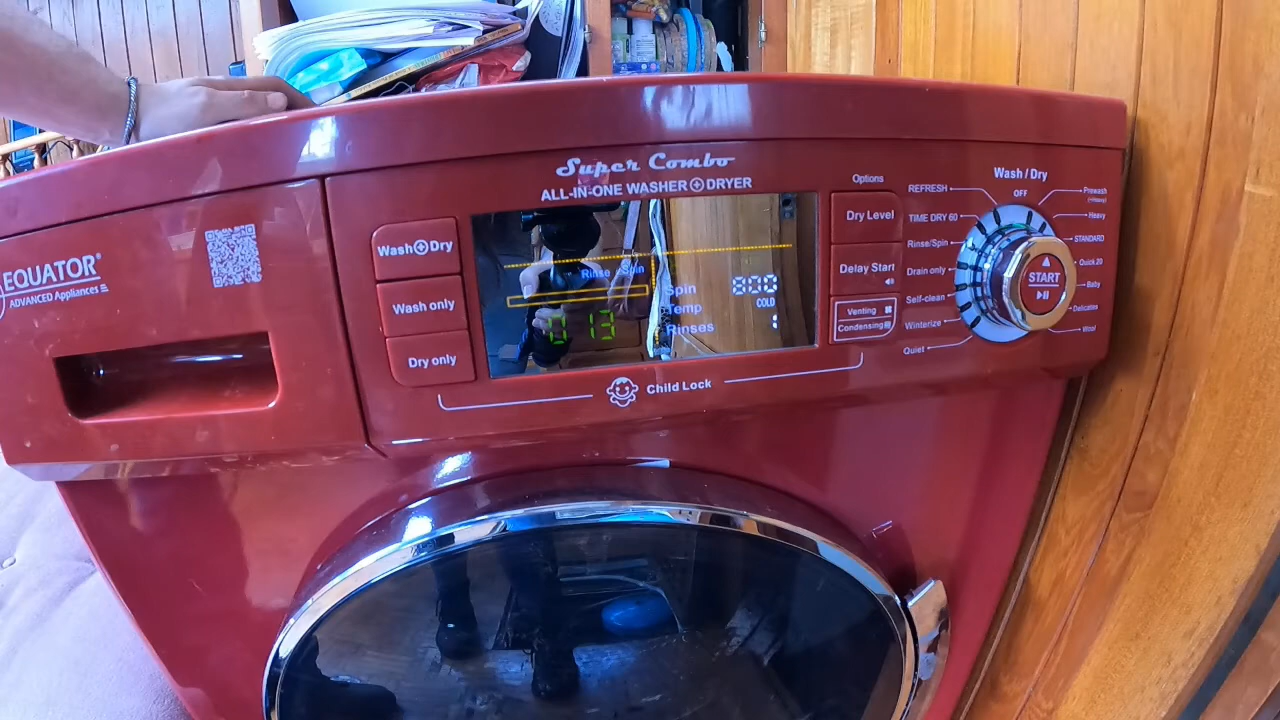 EQUATOR®
ADVANCED Appliances
Super Combo
ALL-IN-ONE WASHER+DRYER
Wash+Dry
Wash only
Dry only
Rinse Spin
Spin 800
Temp COLD
Rinses 1
0 13
Child Lock
Options
Dry Level
Delay Start
Venting
Condensing
Wash/Dry
OFF
REFRESH
TIME DRY 60
Rinse/Spin
Drain only
Self-clean
Winterize
Quiet
Prewash
(+Heavy)
Heavy
STANDARD
Quick 20
Baby
Delicates
Wool
START